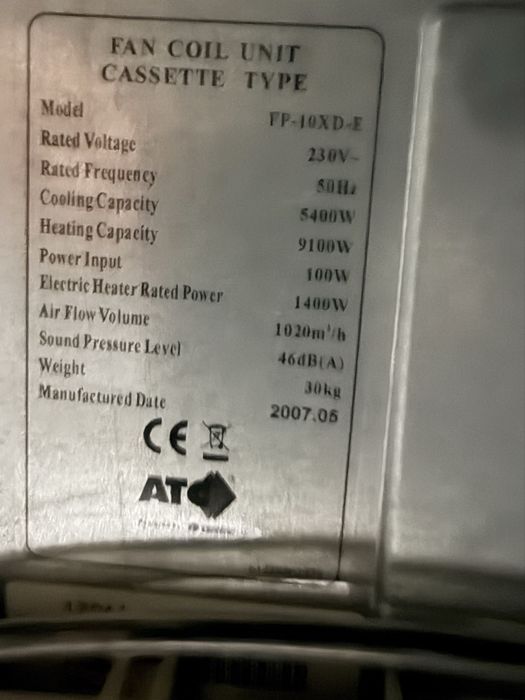 FAN COIL UNIT
CASSETTE TYPE
Model FP-10XD-E
Rated Voltage 230V~
Rated Frequency 50Hz
Cooling Capacity 5400W
Heating Capacity 9100W
Power Input 100W
Electric Heater Rated Power 1400W
Air Flow Volume 1020m³/h
Sound Pressure Level 46dB(A)
Weight 30kg
Manufactured Date 2007.05
CE
ATC